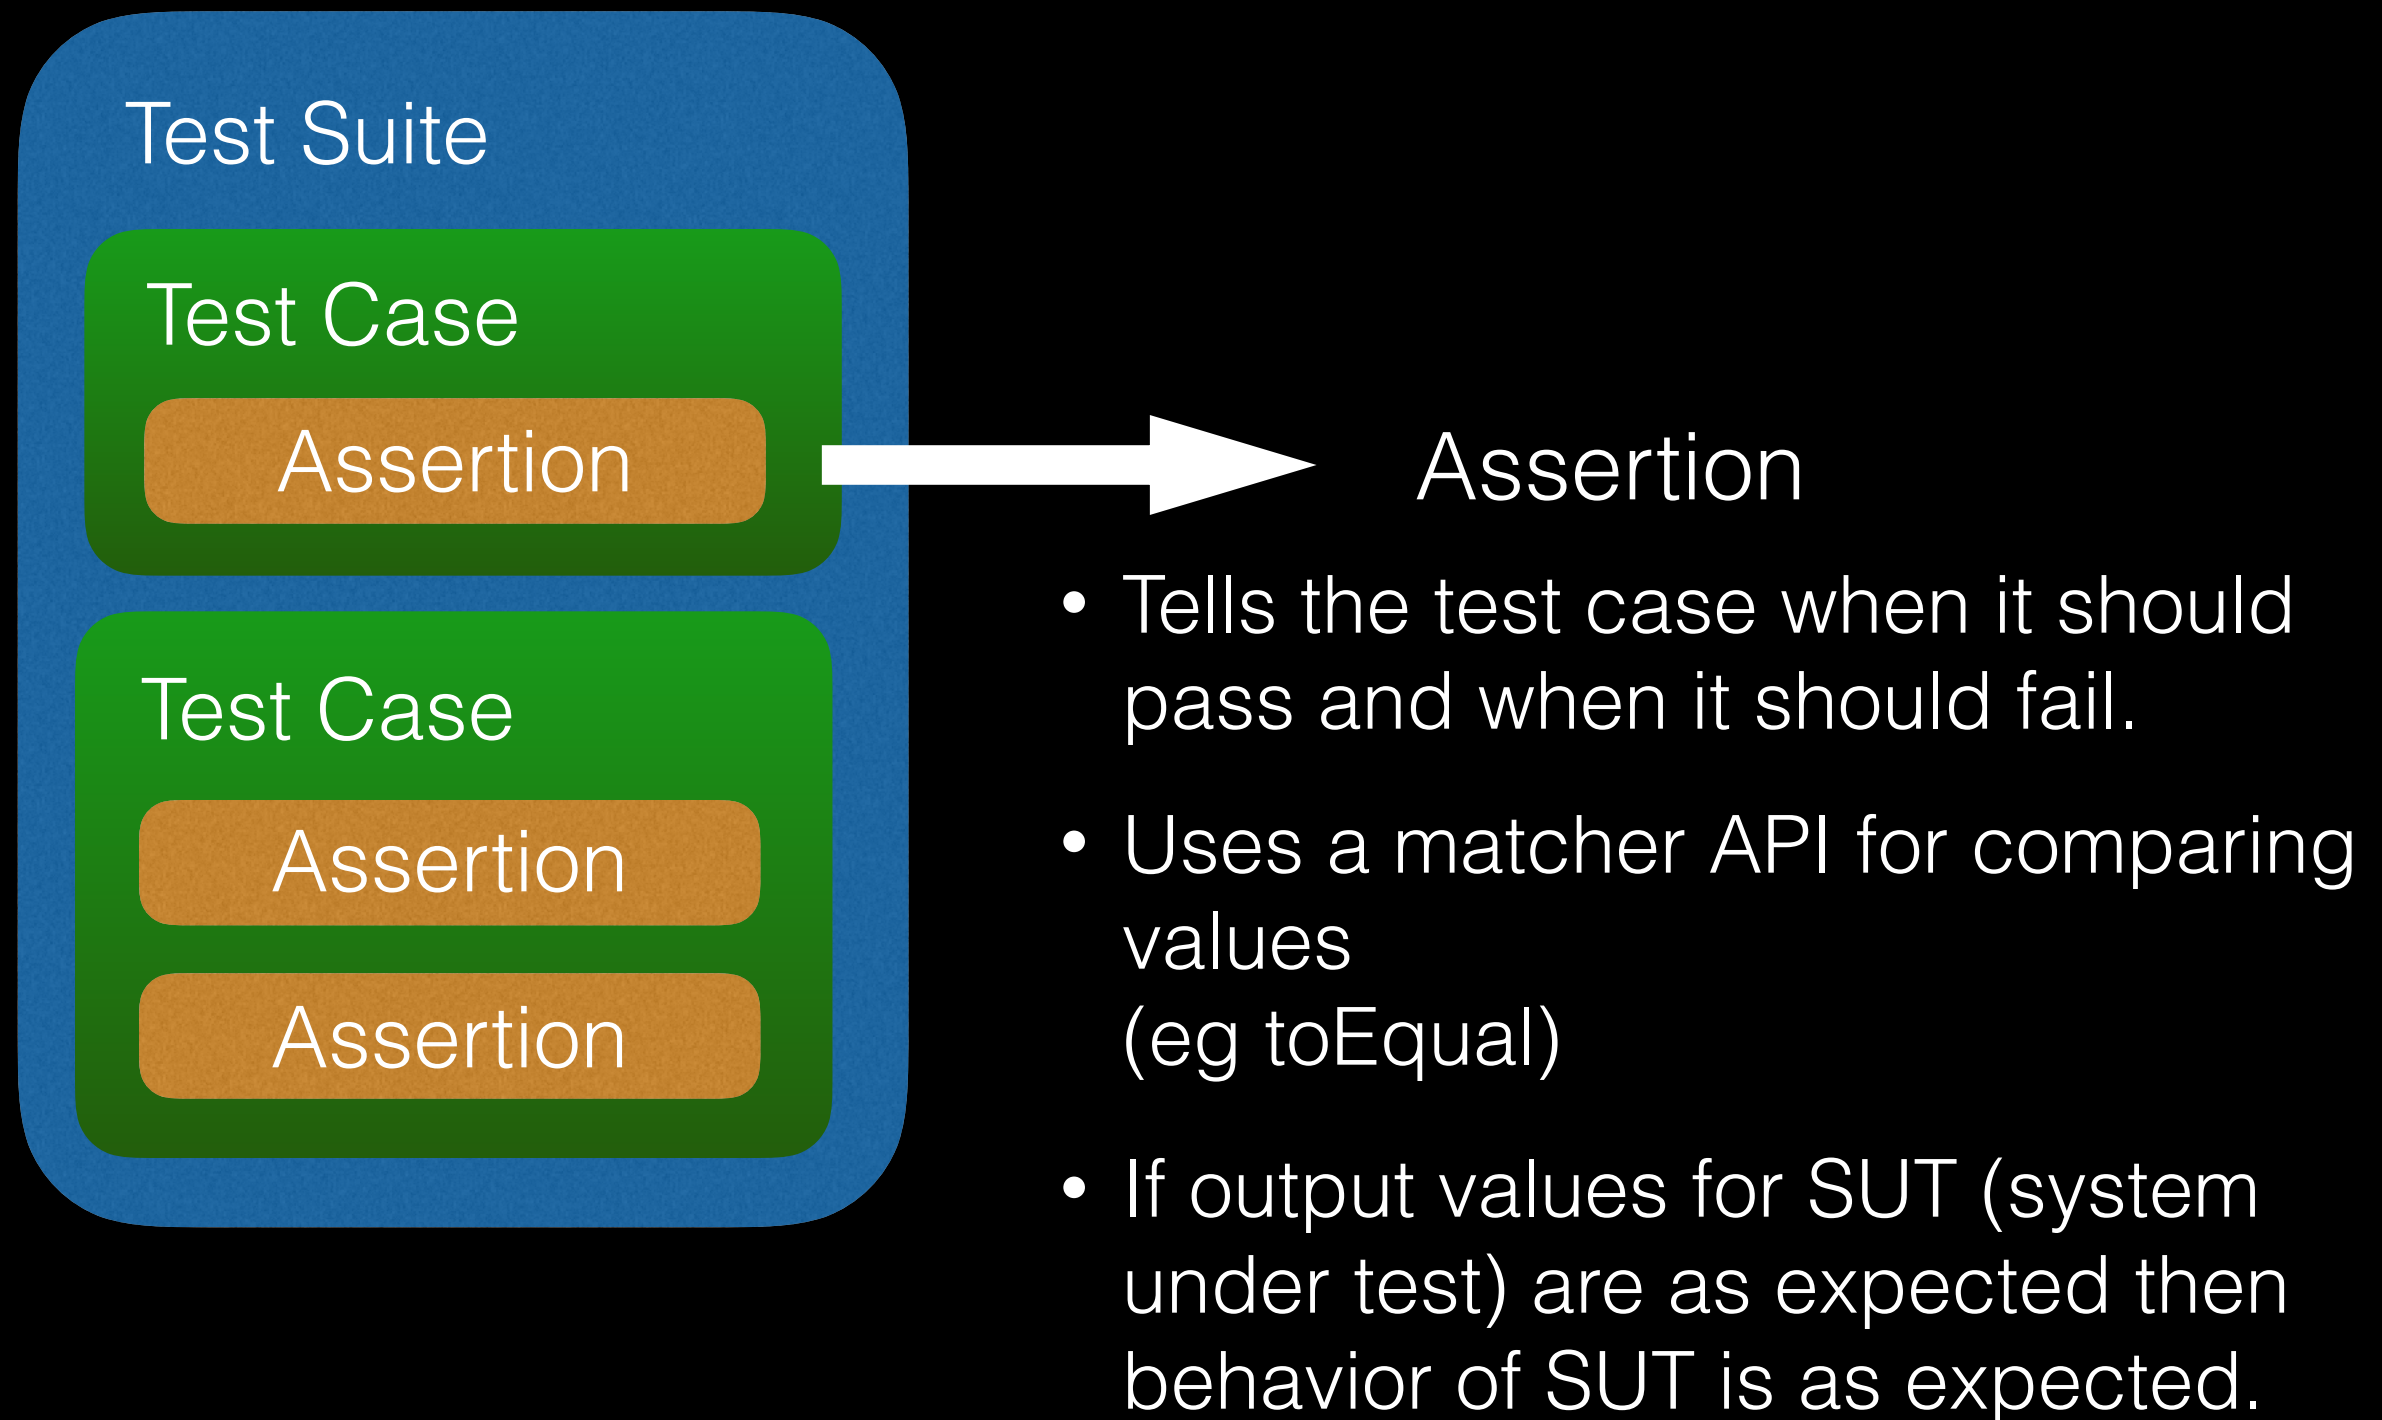 Test Suite
Test Case
Assertion
Test Case
Assertion
Assertion
Assertion
• Tells the test case when it should
pass and when it should fail.
• Uses a matcher API for comparing
values
(eg toEqual)
• If output values for SUT (system
under test) are as expected then
behavior of SUT is as expected.